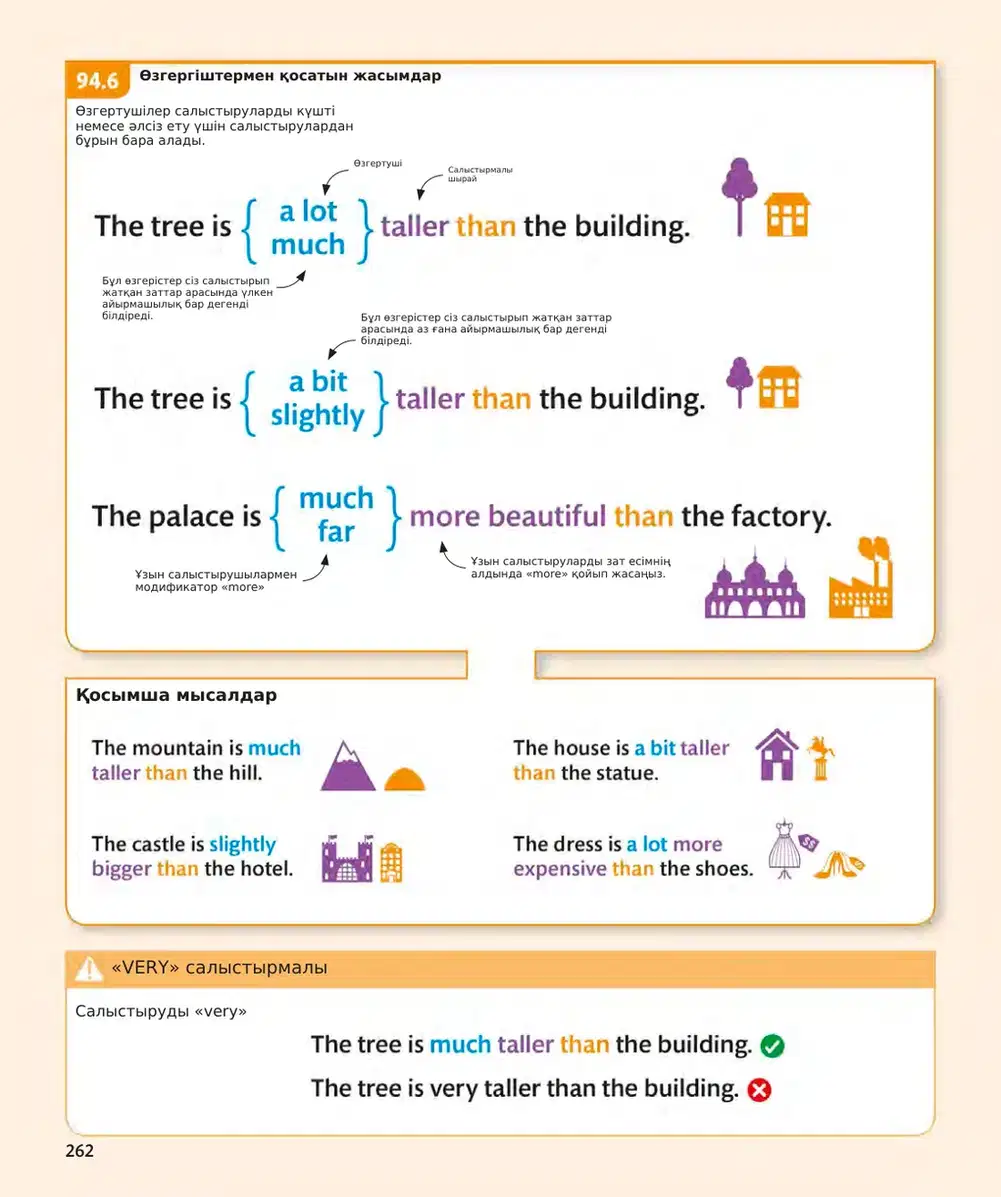 94.6 Өзгергіштермен қосатын жасымдар
Өзгертушілер салыстыруларды күшті
немесе әлсіз ету үшін салыстырулардан
бұрын бара алады.
Өзгертуші
Салыстырмалы
шырай
The tree is { a lot
much } taller than the building.
Бұл өзгерістер сіз салыстырып
жатқан заттар арасында үлкен
айырмашылық бар дегенді
білдіреді.
Бұл өзгерістер сіз салыстырып жатқан заттар
арасында аз ғана айырмашылық бар дегенді
білдіреді.
The tree is { a bit
slightly } taller than the building.
The palace is { much
far } more beautiful than the factory.
Ұзын салыстырушылармен
модификатор «more»
Ұзын салыстыруларды зат есімнің
алдында «more» қойып жасаңыз.
Қосымша мысалдар
The mountain is much
taller than the hill.
The house is a bit taller
than the statue.
The castle is slightly
bigger than the hotel.
The dress is a lot more
expensive than the shoes.
$$
$
«VERY» салыстырмалы
Салыстыруды «very»
The tree is much taller than the building.
The tree is very taller than the building.
262